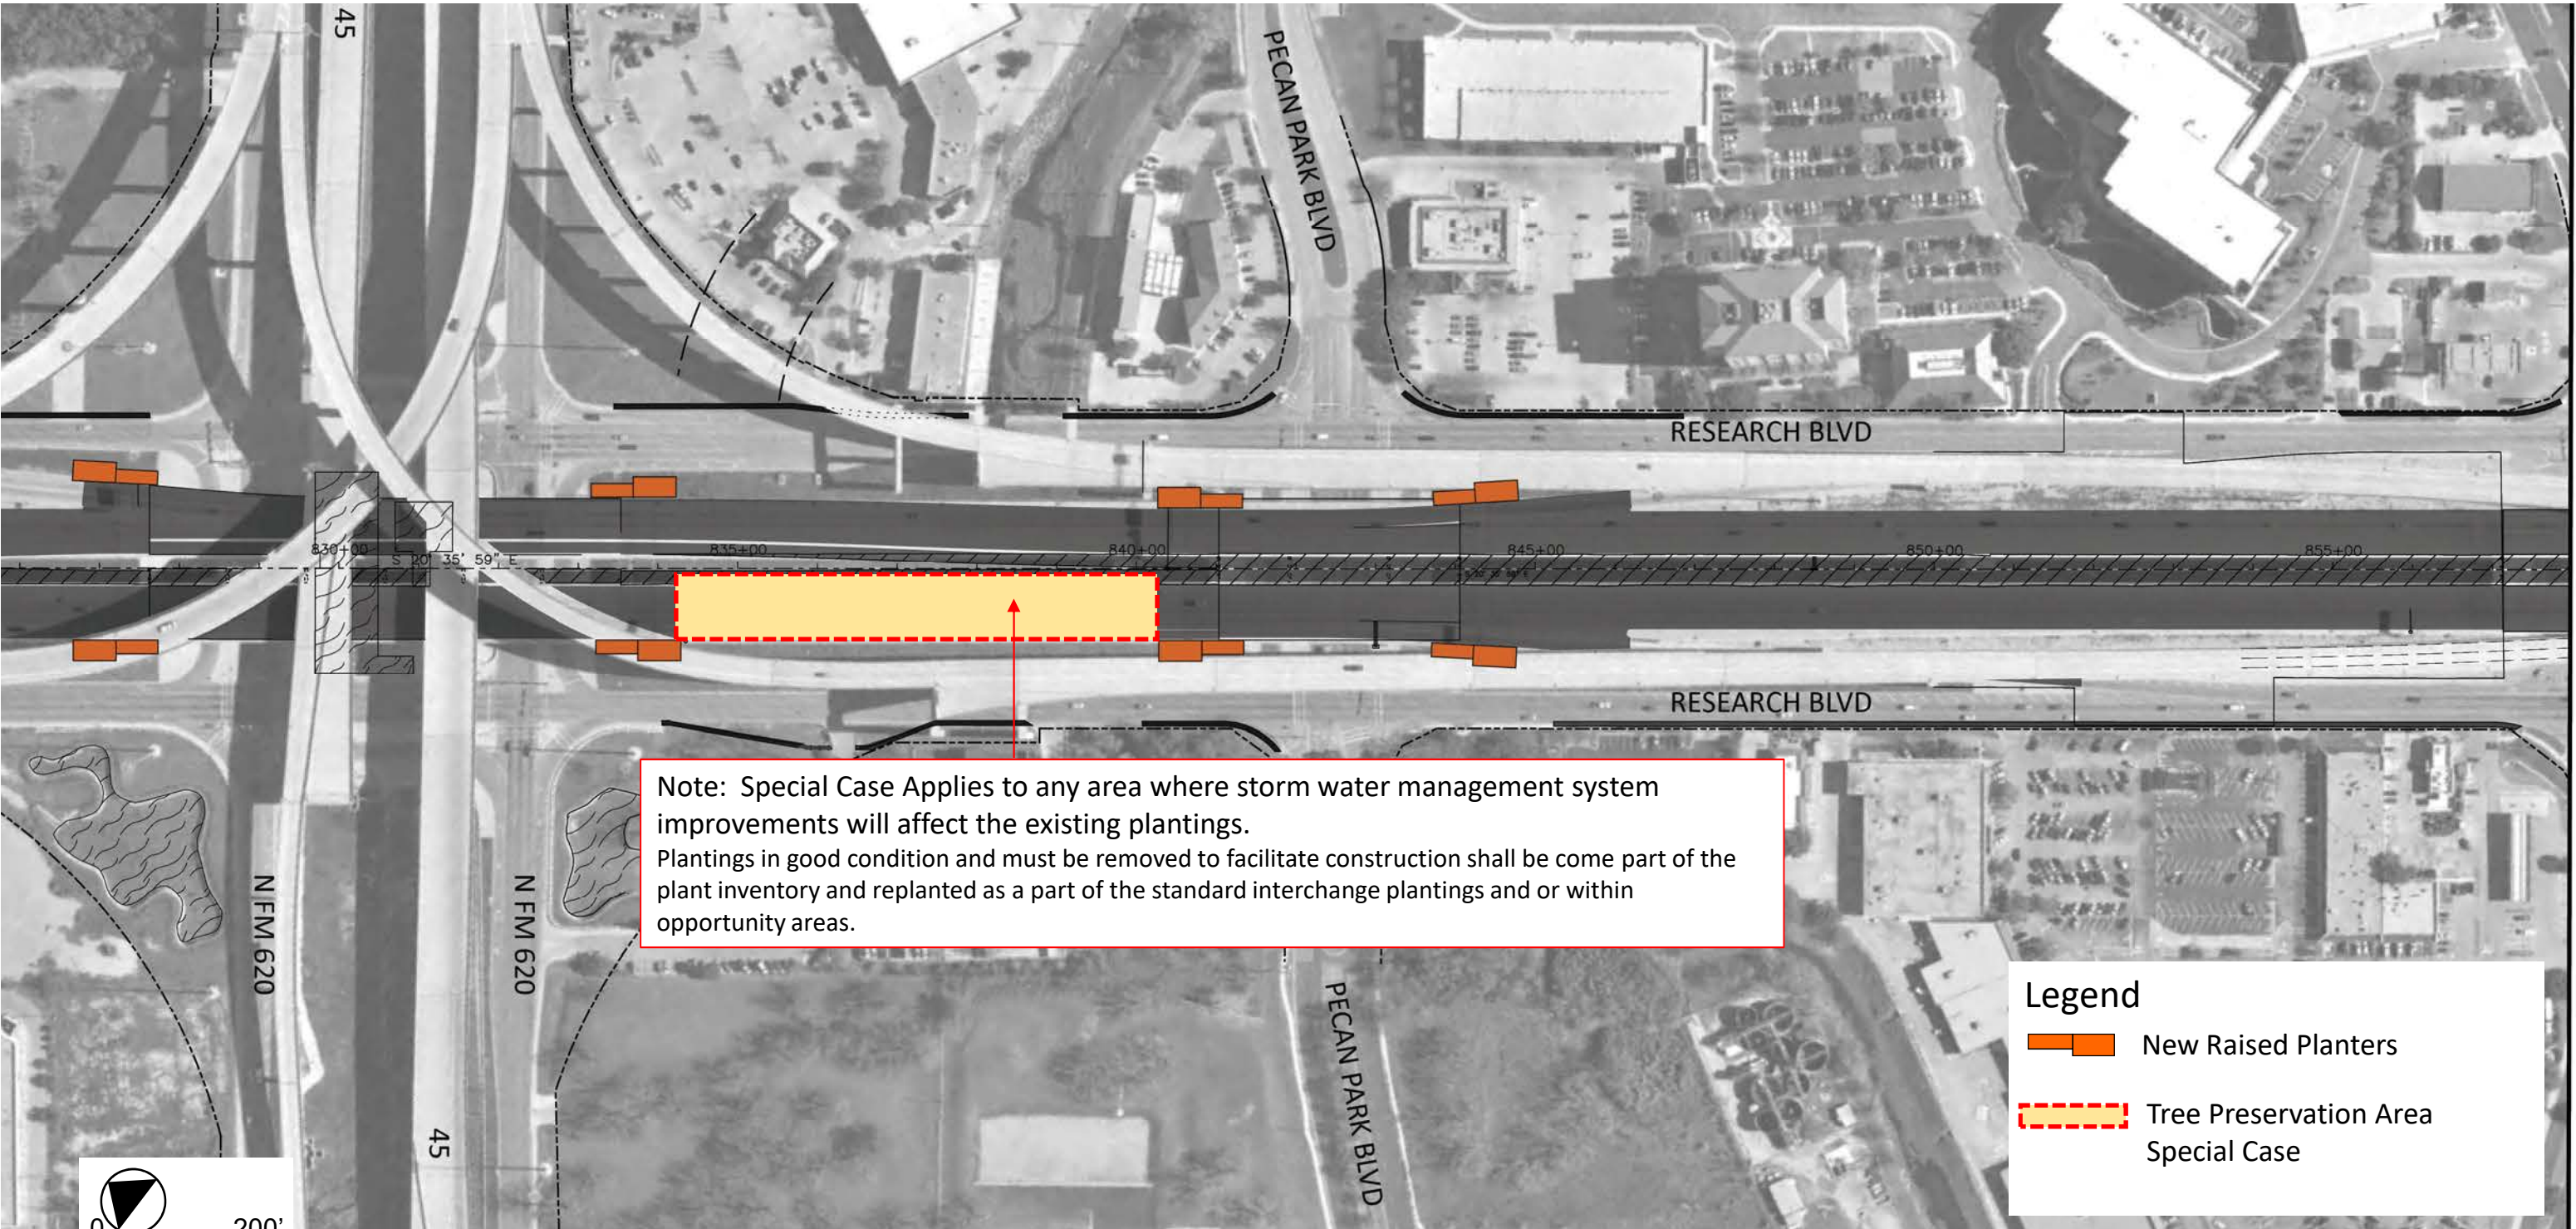 45
PECAN PARK BLVD
RESEARCH BLVD
830+00
835+00
840+00
845+00
850+00
855+00
S 20° 35' 59" E
RESEARCH BLVD
Note: Special Case Applies to any area where storm water management system
improvements will affect the existing plantings.
Plantings in good condition and must be removed to facilitate construction shall be come part of the
plant inventory and replanted as a part of the standard interchange plantings and or within
opportunity areas.
N FM 620
N FM 620
PECAN PARK BLVD
45
Legend
New Raised Planters
Tree Preservation Area
Special Case
0 200'